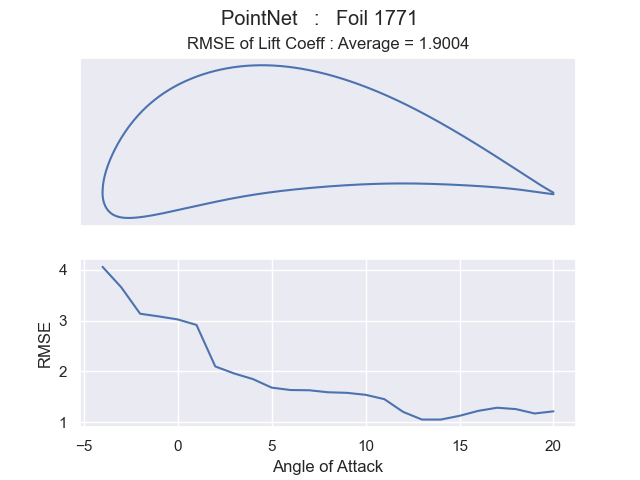 PointNet   :   Foil 1771
RMSE of Lift Coeff : Average = 1.9004
4
3
2
1
RMSE
−5
0
5
10
15
20
Angle of Attack